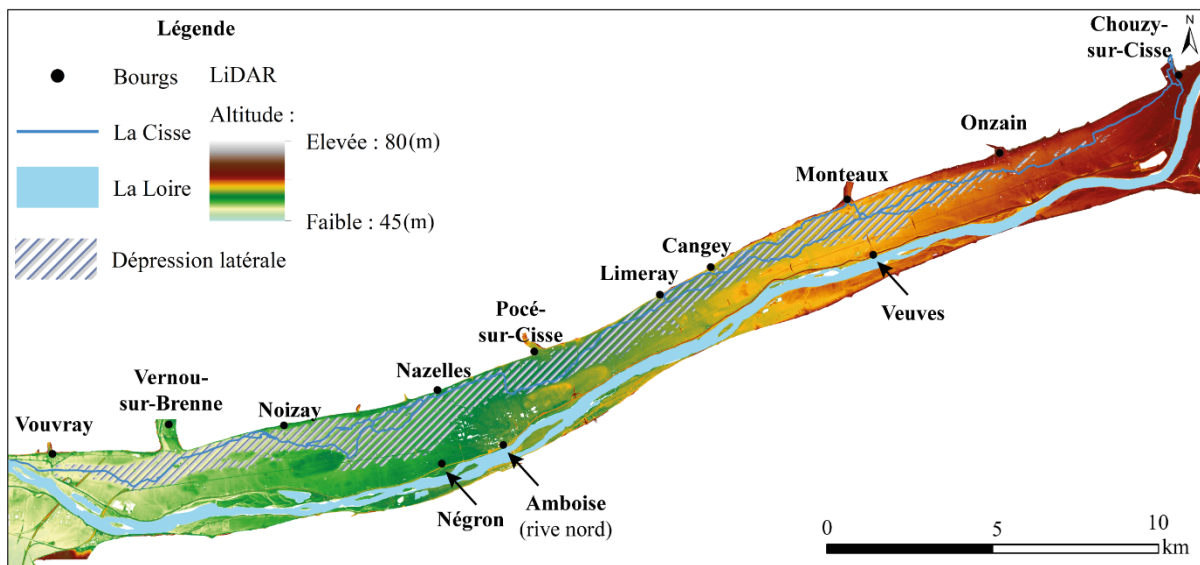 Légende
Bourgs
La Cisse
La Loire
Dépression latérale
LiDAR
Altitude :
Elevée : 80(m)
Faible : 45(m)
Chouzy-
sur-Cisse
N
Onzain
Monteaux
Cangey
Limeray
Veuves
Pocé-
sur-Cisse
Nazelles
Vernou-
sur-Brenne
Noizay
Vouvray
Négron
Amboise
(rive nord)
0 5 10
km